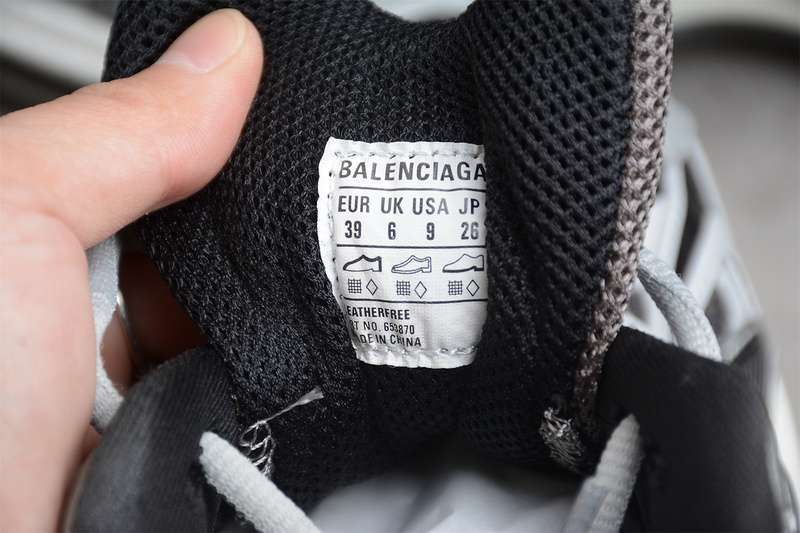 BALENCIAGA
EUR UK USA JP
39 6 9 26
EATHERFREE
T NO. 653870
DE IN CHINA